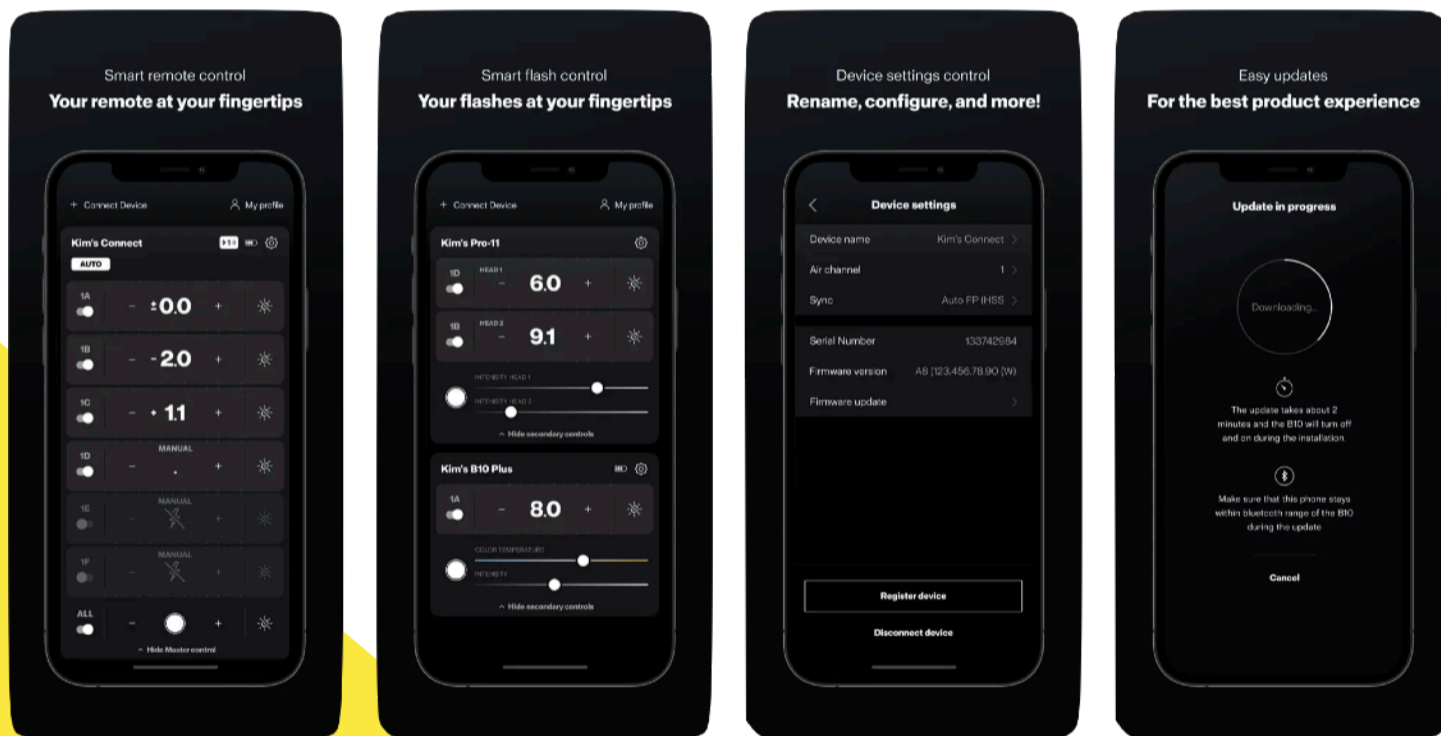 Smart remote control
Your remote at your fingertips
+ Connect Device
My profile
Kim's Connect
AUTO
1A
- ±0.0 +
1B
- -2.0 +
1C
- + 1.1 +
1D
MANUAL
- . +
1E
MANUAL
- +
1F
MANUAL
- +
ALL
- +
Hide Master control
Smart flash control
Your flashes at your fingertips
+ Connect Device
My profile
Kim's Pro-11
1D
HEAD 1
- 6.0 +
1B
HEAD 2
- 9.1 +
INTENSITY HEAD 1
INTENSITY HEAD 2
Hide secondary controls
Kim's B10 Plus
1A
- 8.0 +
COLOR TEMPERATURE
INTENSITY
Hide secondary controls
Device settings control
Rename, configure, and more!
Device settings
Device name Kim's Connect
Air channel 1
Sync Auto FP (HSS
Serial Number 133742984
Firmware version A8 (123.456.78.90 (W)
Firmware update
Register device
Disconnect device
Easy updates
For the best product experience
Update in progress
Downloading...
The update takes about 2
minutes and the B10 will turn off
and on during the installation.
Make sure that this phone stays
within bluetooth range of the B10
during the update
Cancel